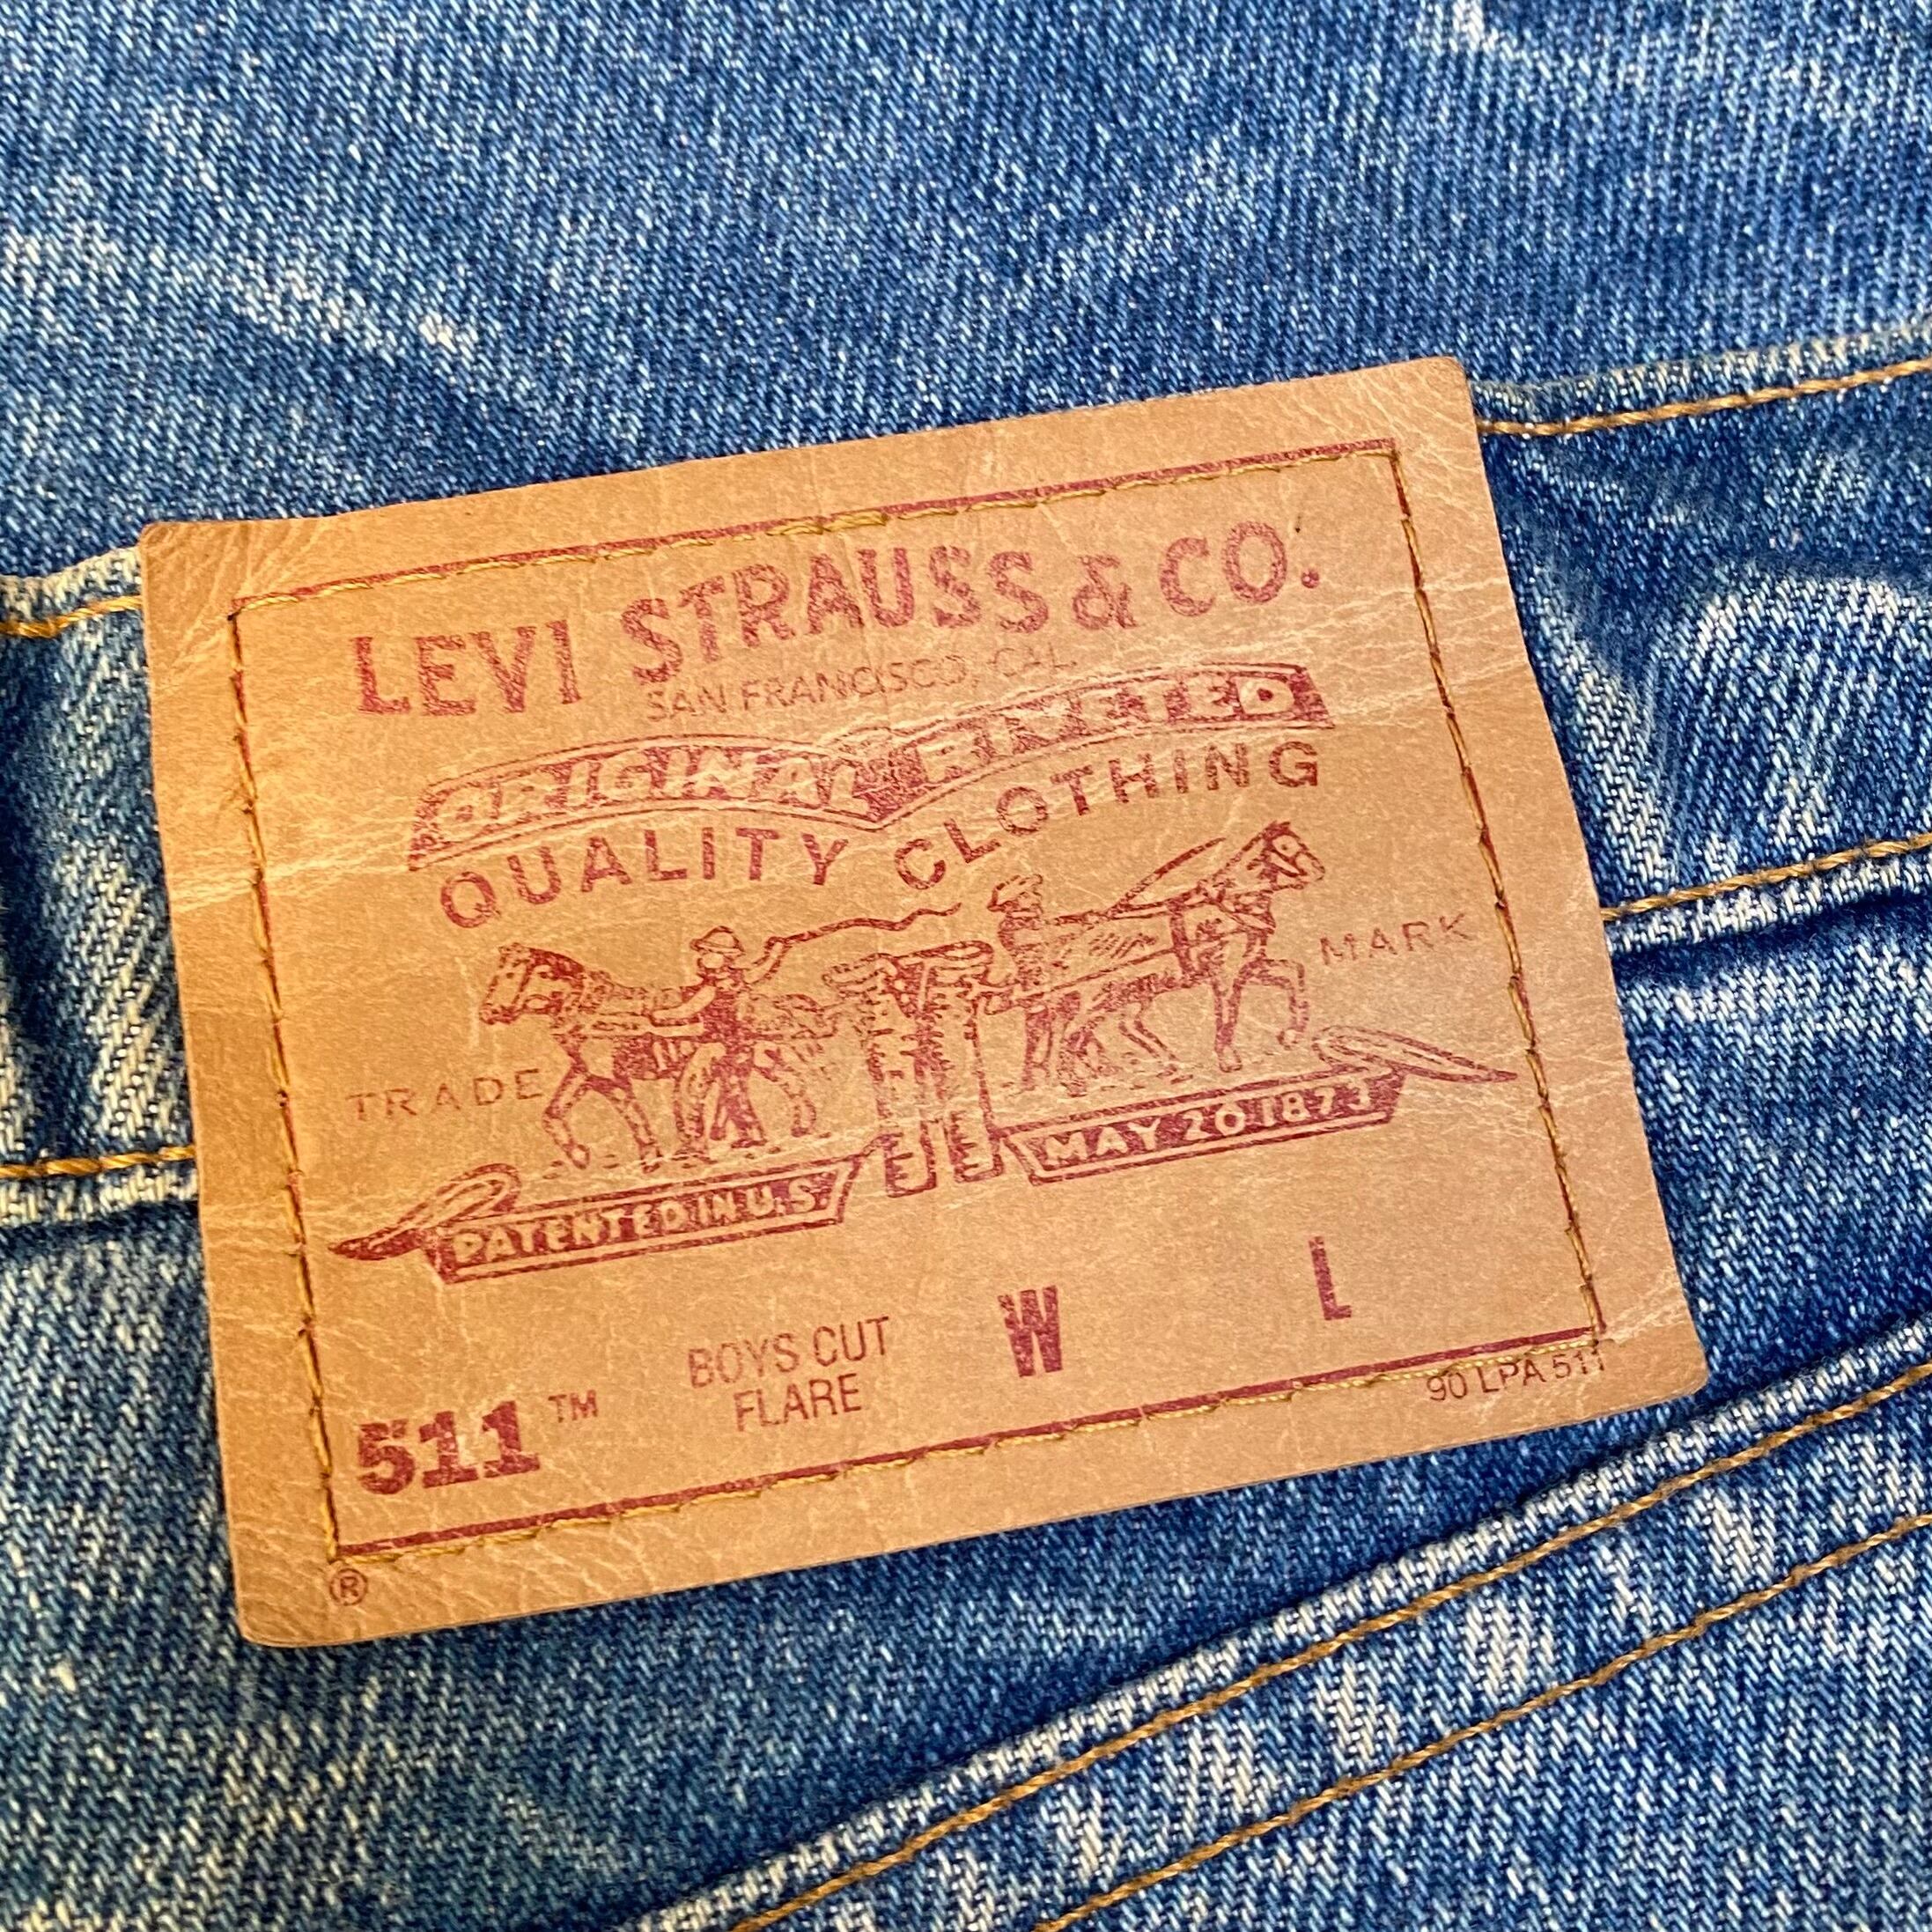 LEVI STRAUSS & CO.
SAN FRANCISCO, CAL.
ORIGINAL RIVETED
QUALITY CLOTHING
TRADE MARK
PATENTED IN U.S. MAY 20 1873
511™ BOYS CUT FLARE W L
90 LPA 511
®